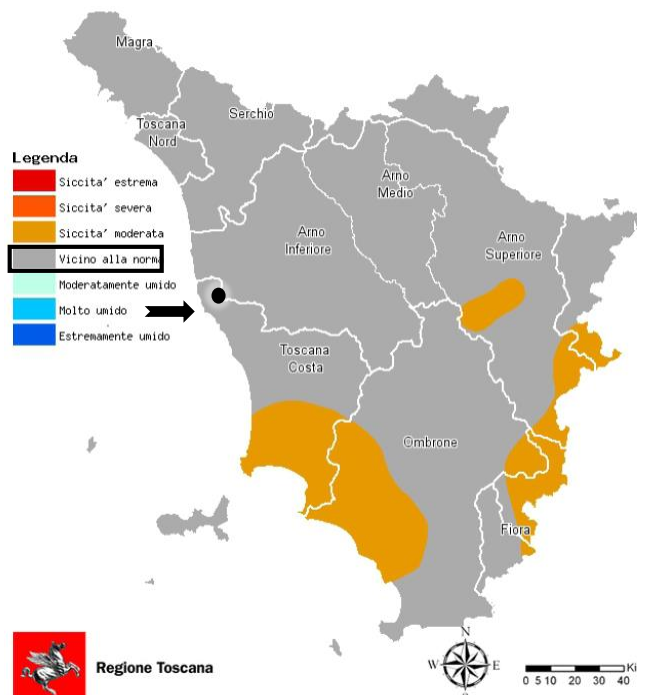 Magra
Serchio
Toscana
Nord
Legenda
Siccita' estrema
Siccita' severa
Siccita' moderata
Vicino alla norma
Moderatamente umido
Molto umido
Estremamente umido
Arno
Medio
Arno
Inferiore
Arno
Superiore
Toscana
Costa
Ombrone
Fiora
Regione Toscana
N
W
E
0 5 10 20 30 40
Ki